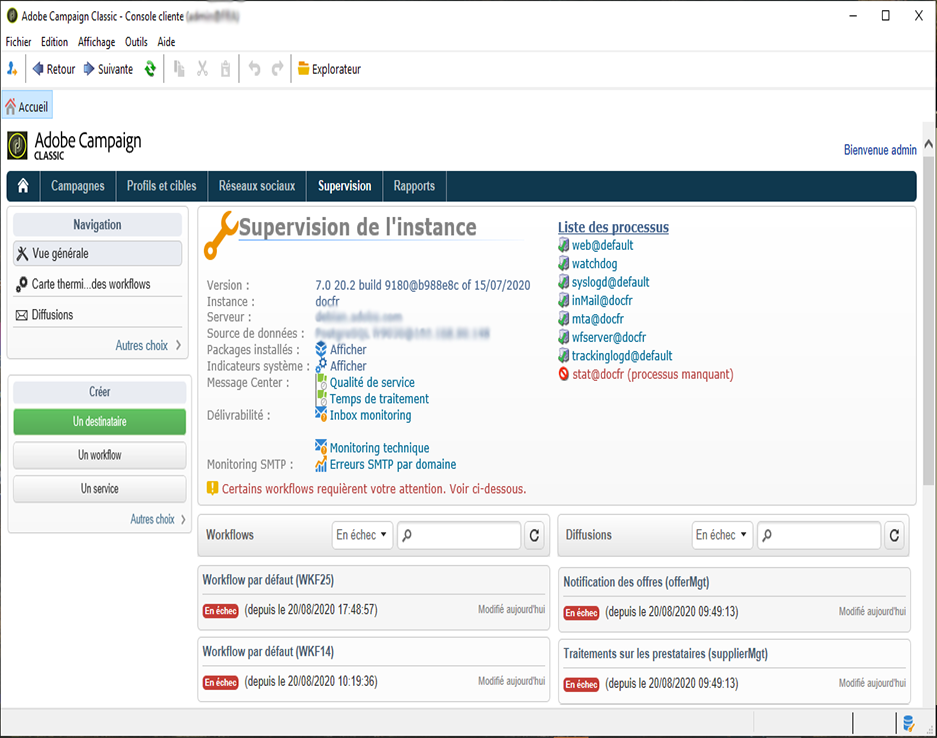 Adobe Campaign Classic - Console cliente
Fichier Edition Affichage Outils Aide
Retour Suivante Explorateur
Accueil
Adobe Campaign
CLASSIC
Bienvenue admin
Campagnes Profils et cibles Réseaux sociaux Supervision Rapports
Navigation
Vue générale
Carte thermi...des workflows
Diffusions
Autres choix
Créer
Un destinataire
Un workflow
Un service
Autres choix
Supervision de l'instance
Version : 7.0 20.2 build 9180@b988e8c of 15/07/2020
Instance : docfr
Serveur :
Source de données :
Packages installés : Afficher
Indicateurs système : Afficher
Message Center : Qualité de service
Temps de traitement
Délivrabilité : Inbox monitoring
Monitoring technique
Monitoring SMTP : Erreurs SMTP par domaine
Certains workflows requièrent votre attention. Voir ci-dessous.
Liste des processus
web@default
watchdog
syslogd@default
inMail@docfr
mta@docfr
wfserver@docfr
trackinglogd@default
stat@docfr (processus manquant)
Workflows En échec
Workflow par défaut (WKF25)
En échec (depuis le 20/08/2020 17:48:57) Modifié aujourd'hui
Workflow par défaut (WKF14)
En échec (depuis le 20/08/2020 10:19:36) Modifié aujourd'hui
Diffusions En échec
Notification des offres (offerMgt)
En échec (depuis le 20/08/2020 09:49:13) Modifié aujourd'hui
Traitements sur les prestataires (supplierMgt)
En échec (depuis le 20/08/2020 09:49:13) Modifié aujourd'hui